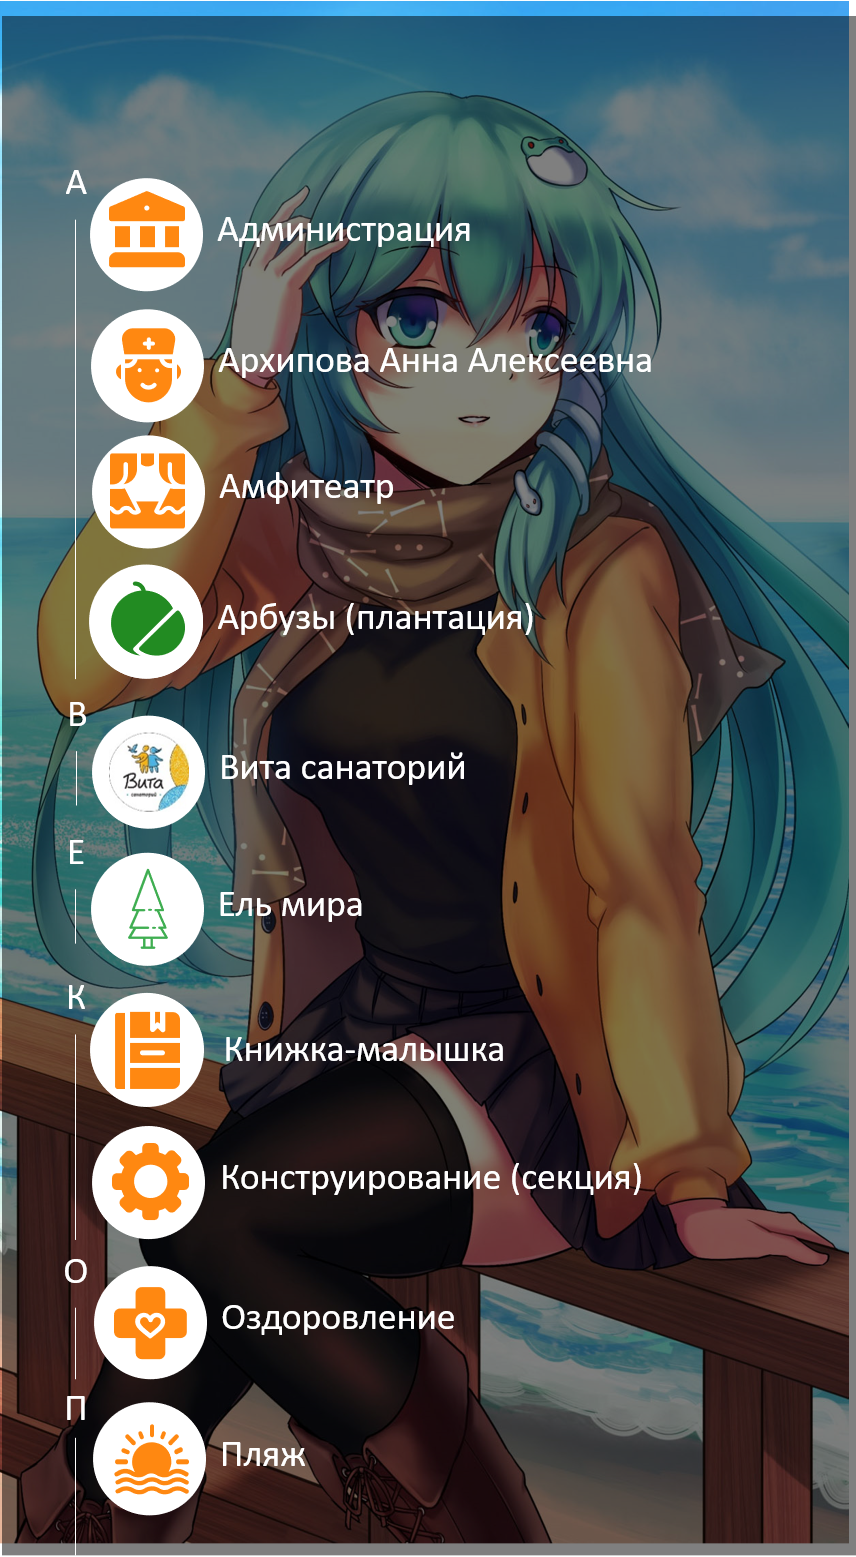 А
Администрация
Архипова Анна Алексеевна
Амфитеатр
Арбузы (плантация)
В
Вита
санаторий
Вита санаторий
Е
Ель мира
К
Книжка-малышка
Конструирование (секция)
О
Оздоровление
П
Пляж